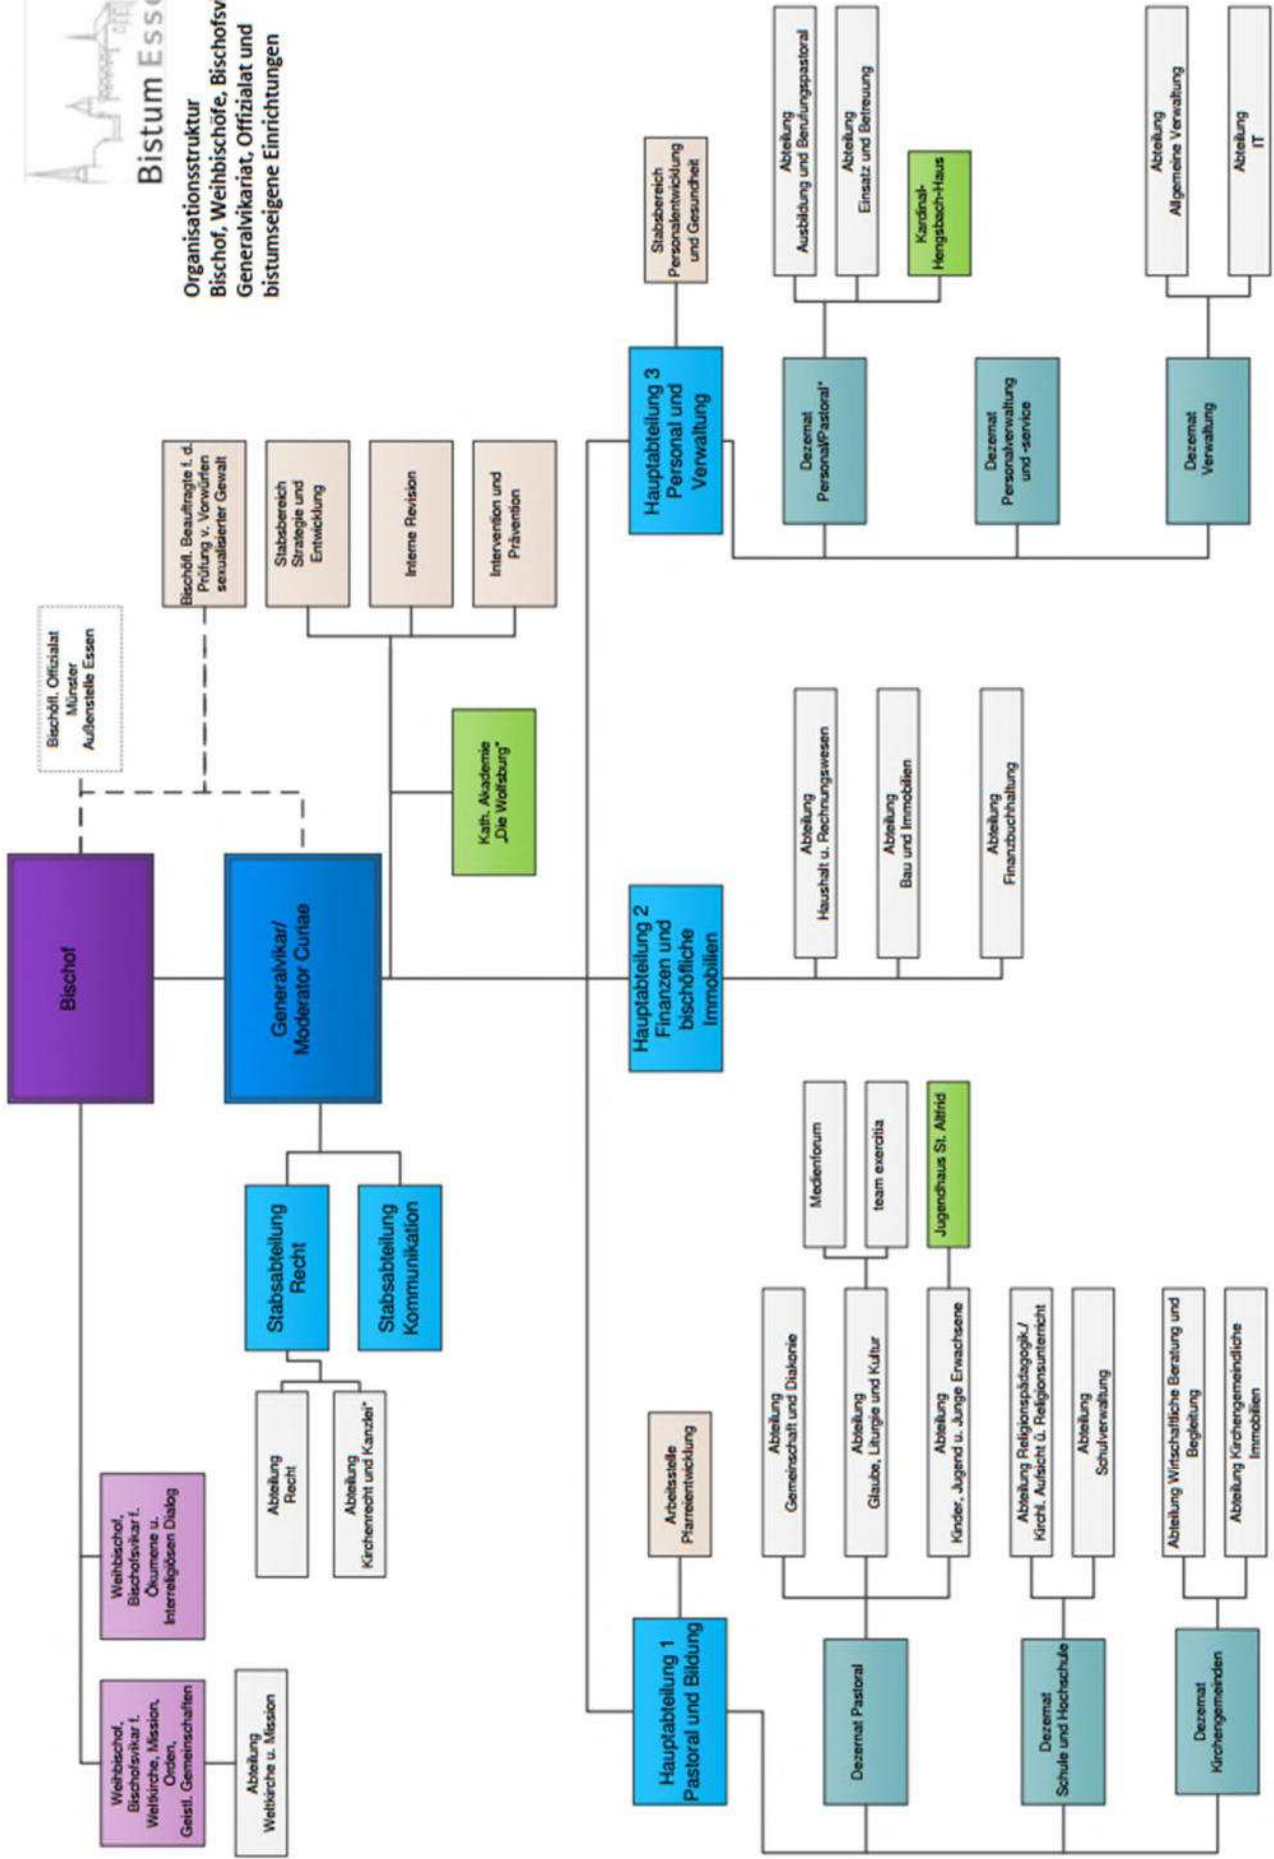 Bistum Esse
Organisationsstruktur
Bischof, Weihbischöfe, Bischofsv
Generalvikariat, Offizialat und
bistumseigene Einrichtungen
Bischof
Bischöfl. Offizialat
Münster
Außenstelle Essen
Weihbischof,
Bischofsvikar f.
Weltkirche, Mission,
Orden,
Geistl. Gemeinschaften
Abteilung
Weltkirche u. Mission
Weihbischof,
Bischofsvikar f.
Ökumene u.
Interreligiösen Dialog
Generalvikar/
Moderator Curiae
Bischöfl. Beauftragte f. d.
Prüfung v. Vorwürfen
sexualisierter Gewalt
Stabsbereich
Strategie und
Entwicklung
Interne Revision
Intervention und
Prävention
Kath. Akademie
„Die Wolfsburg"
Stabsabteilung
Recht
Stabsabteilung
Kommunikation
Abteilung
Recht
Abteilung
Kirchenrecht und Kanzlei*
Hauptabteilung 1
Pastoral und Bildung
Arbeitsstelle
Pfarreientwicklung
Dezernat Pastoral
Abteilung
Gemeinschaft und Diakonie
Abteilung
Glaube, Liturgie und Kultur
Medienforum
team exercitia
Abteilung
Kinder, Jugend u. Junge Erwachsene
Jugendhaus St. Altfrid
Dezernat
Schule und Hochschule
Abteilung Religionspädagogik./
Kirchl. Aufsicht ü. Religionsunterricht
Abteilung
Schulverwaltung
Dezernat
Kirchengemeinden
Abteilung Wirtschaftliche Beratung und
Begleitung
Abteilung Kirchengemeindliche
Immobilien
Hauptabteilung 2
Finanzen und
bischöfliche
Immobilien
Abteilung
Haushalt u. Rechnungswesen
Abteilung
Bau und Immobilien
Abteilung
Finanzbuchhaltung
Hauptabteilung 3
Personal und
Verwaltung
Stabsbereich
Personalentwicklung
und Gesundheit
Dezernat
Personal/Pastoral*
Abteilung
Ausbildung und Berufungspastoral
Abteilung
Einsatz und Betreuung
Kardinal-
Hengsbach-Haus
Dezernat
Personalverwaltung
und -service
Dezernat
Verwaltung
Abteilung
Allgemeine Verwaltung
Abteilung
IT